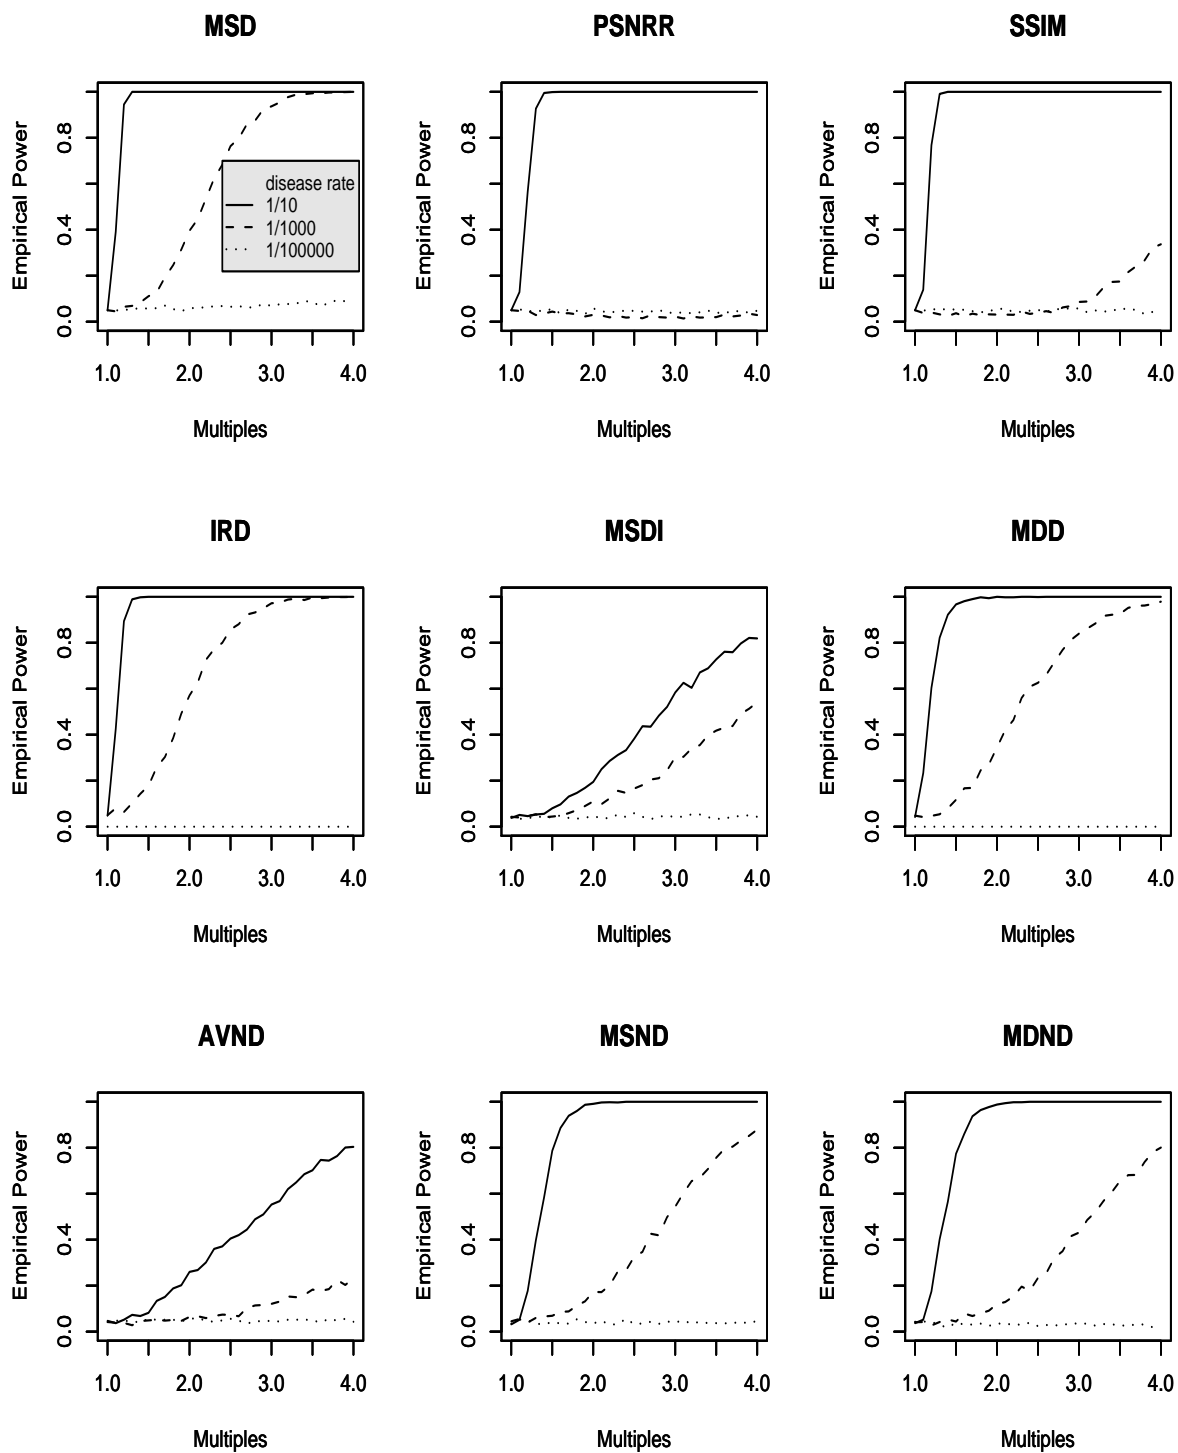 MSD
PSNRR
SSIM
Empirical Power
0.0 0.4 0.8
disease rate
1/10
1/1000
1/100000
1.0 2.0 3.0 4.0
Multiples
Empirical Power
0.0 0.4 0.8
1.0 2.0 3.0 4.0
Multiples
Empirical Power
0.0 0.4 0.8
1.0 2.0 3.0 4.0
Multiples
IRD
MSDI
MDD
Empirical Power
0.0 0.4 0.8
1.0 2.0 3.0 4.0
Multiples
Empirical Power
0.0 0.4 0.8
1.0 2.0 3.0 4.0
Multiples
Empirical Power
0.0 0.4 0.8
1.0 2.0 3.0 4.0
Multiples
AVND
MSND
MDND
Empirical Power
0.0 0.4 0.8
1.0 2.0 3.0 4.0
Multiples
Empirical Power
0.0 0.4 0.8
1.0 2.0 3.0 4.0
Multiples
Empirical Power
0.0 0.4 0.8
1.0 2.0 3.0 4.0
Multiples